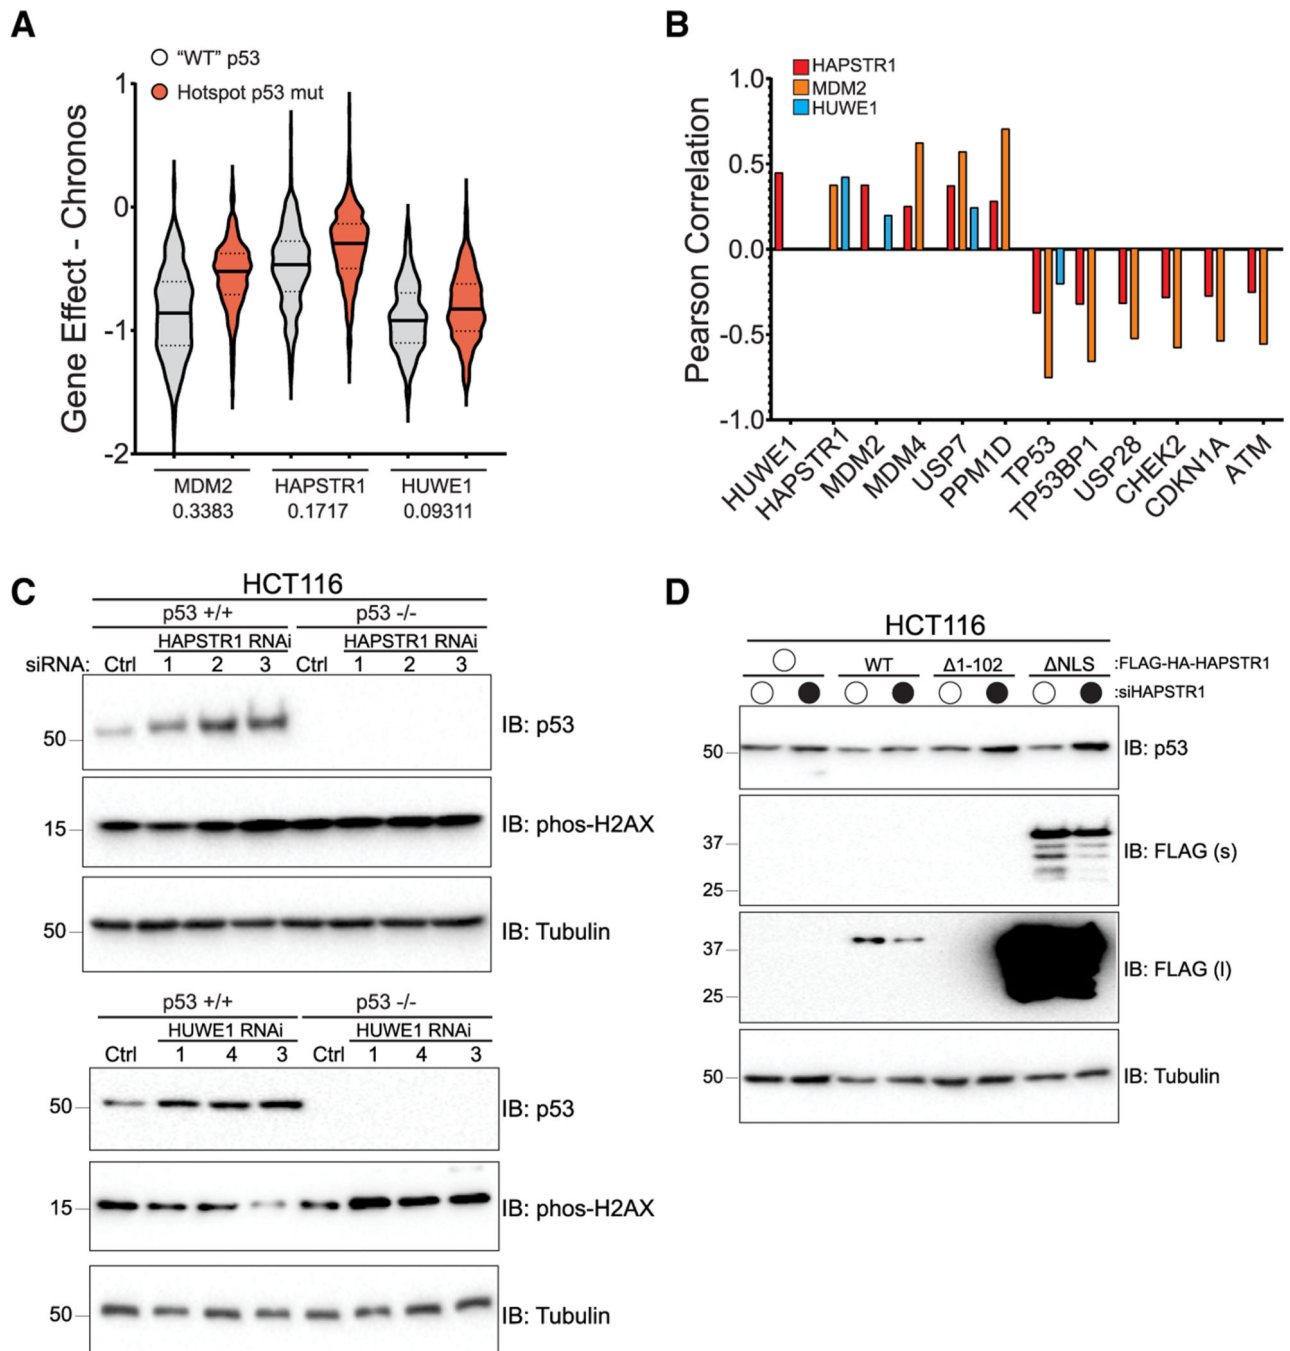 A
"WT" p53
Hotspot p53 mut
Gene Effect - Chronos
1
0
-1
-2
MDM2 HAPSTR1 HUWE1
0.3383 0.1717 0.09311
B
HAPSTR1
MDM2
HUWE1
Pearson Correlation
1.0
0.5
0.0
-0.5
-1.0
HUWE1 HAPSTR1 MDM2 MDM4 USP7 PPM1D TP53 TP53BP1 USP28 CHEK2 CDKN1A ATM
C
HCT116
p53 +/+ p53 -/-
HAPSTR1 RNAi HAPSTR1 RNAi
siRNA: Ctrl 1 2 3 Ctrl 1 2 3
50 IB: p53
15 IB: phos-H2AX
50 IB: Tubulin
p53 +/+ p53 -/-
HUWE1 RNAi HUWE1 RNAi
Ctrl 1 4 3 Ctrl 1 4 3
50 IB: p53
15 IB: phos-H2AX
50 IB: Tubulin
D
HCT116
WT Δ1-102 ΔNLS :FLAG-HA-HAPSTR1
:siHAPSTR1
50 IB: p53
37
IB: FLAG (s)
25
37
IB: FLAG (l)
25
50 IB: Tubulin